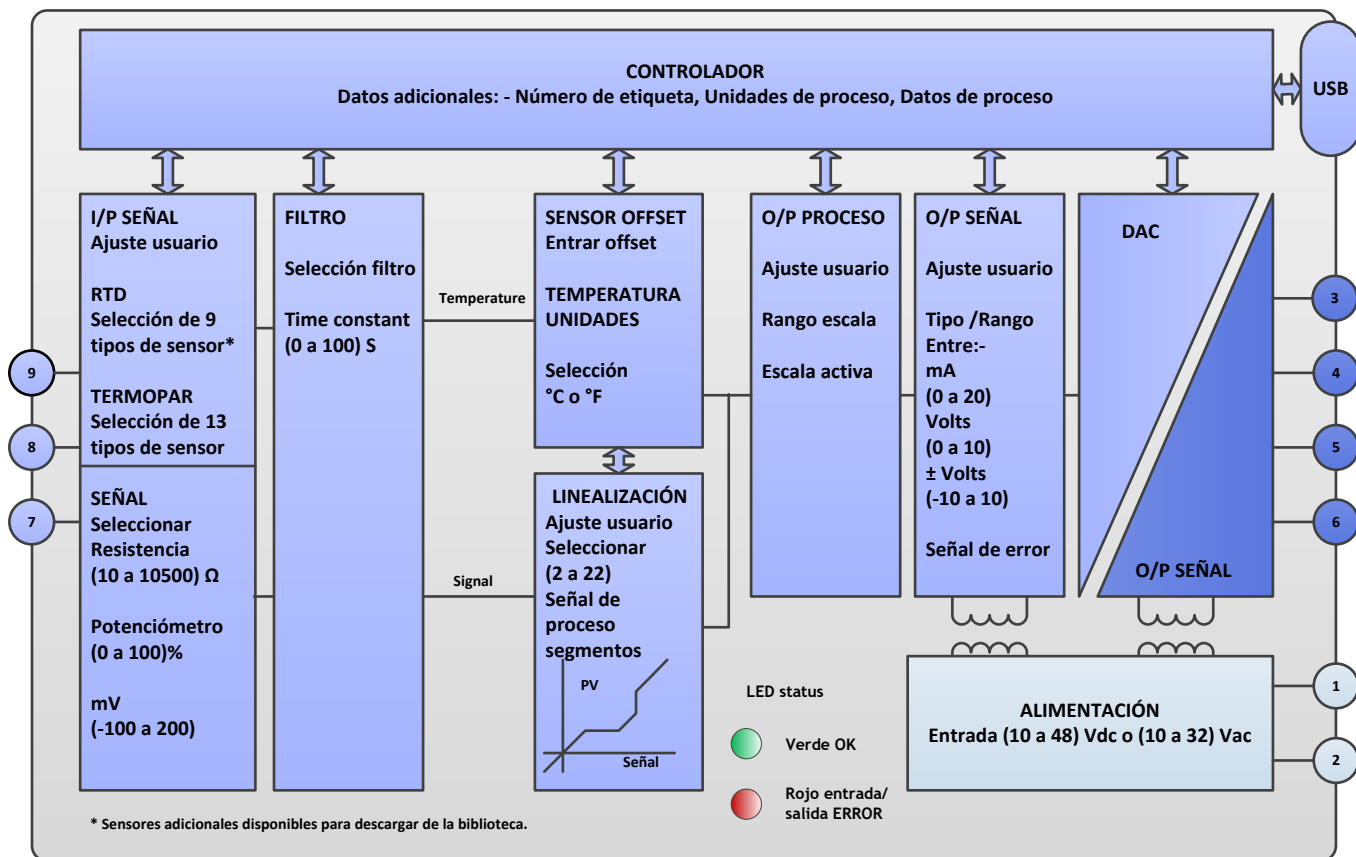 CONTROLADOR
Datos adicionales: - Número de etiqueta, Unidades de proceso, Datos de proceso
USB
I/P SEÑAL
Ajuste usuario
RTD
Selección de 9
tipos de sensor*
TERMOPAR
Selección de 13
tipos de sensor
SEÑAL
Seleccionar
Resistencia
(10 a 10500) Ω
Potenciómetro
(0 a 100)%
mV
(-100 a 200)
9
8
7
FILTRO
Selección filtro
Time constant
(0 a 100) S
Temperature
Signal
SENSOR OFFSET
Entrar offset
TEMPERATURA
UNIDADES
Selección
°C o °F
LINEALIZACIÓN
Ajuste usuario
Seleccionar
(2 a 22)
Señal de
proceso
segmentos
PV
Señal
O/P PROCESO
Ajuste usuario
Rango escala
Escala activa
O/P SEÑAL
Ajuste usuario
Tipo /Rango
Entre:-
mA
(0 a 20)
Volts
(0 a 10)
± Volts
(-10 a 10)
Señal de error
DAC
O/P SEÑAL
3
4
5
6
LED status
Verde OK
Rojo entrada/
salida ERROR
ALIMENTACIÓN
Entrada (10 a 48) Vdc o (10 a 32) Vac
1
2
* Sensores adicionales disponibles para descargar de la biblioteca.